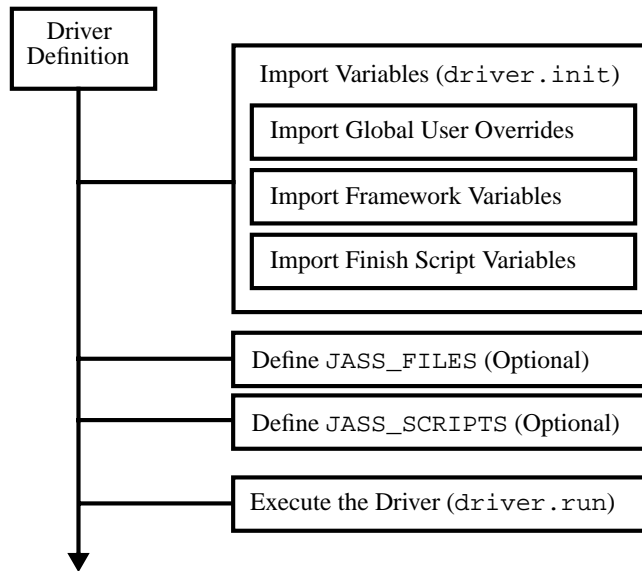 Driver
Definition
Import Variables (driver.init)
Import Global User Overrides
Import Framework Variables
Import Finish Script Variables
Define JASS_FILES (Optional)
Define JASS_SCRIPTS (Optional)
Execute the Driver (driver.run)